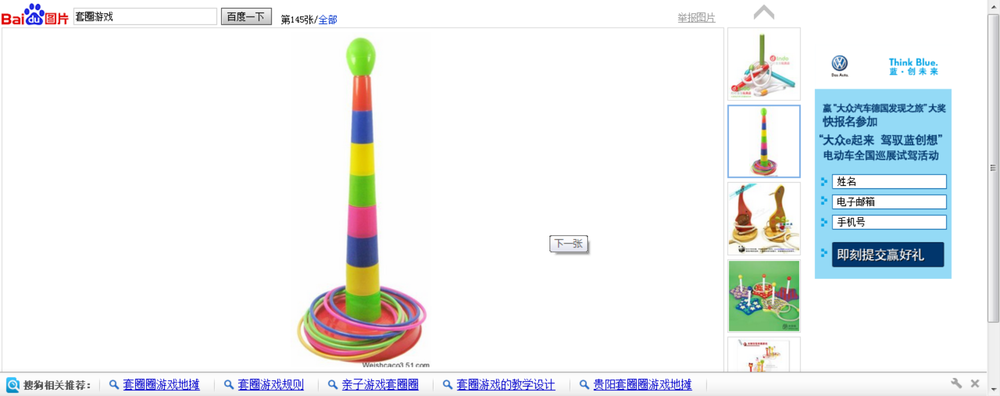 Bai du 图片
套圈游戏
百度一下
第145张/全部
举报图片
下一张
Weishcaco3.51.com
d Indo
Das Auto.
Think Blue.
蓝·创未来
赢“大众汽车德国发现之旅”大奖
快报名参加
“大众e起来 驾驭蓝创想”
电动车全国巡展试驾活动
姓名
电子邮箱
手机号
即刻提交赢好礼
搜狗相关推荐：
套圈圈游戏地摊
套圈游戏规则
亲子游戏套圈圈
套圈游戏的教学设计
贵阳套圈圈游戏地摊